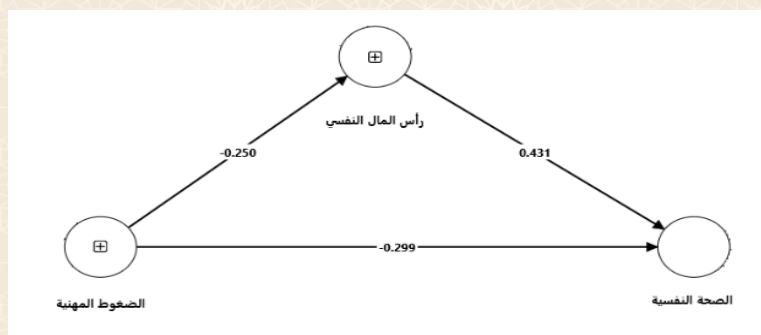 رأس المال النفسي
-0.250
0.431
-0.299
الصحة النفسية
الضغوط المهنية